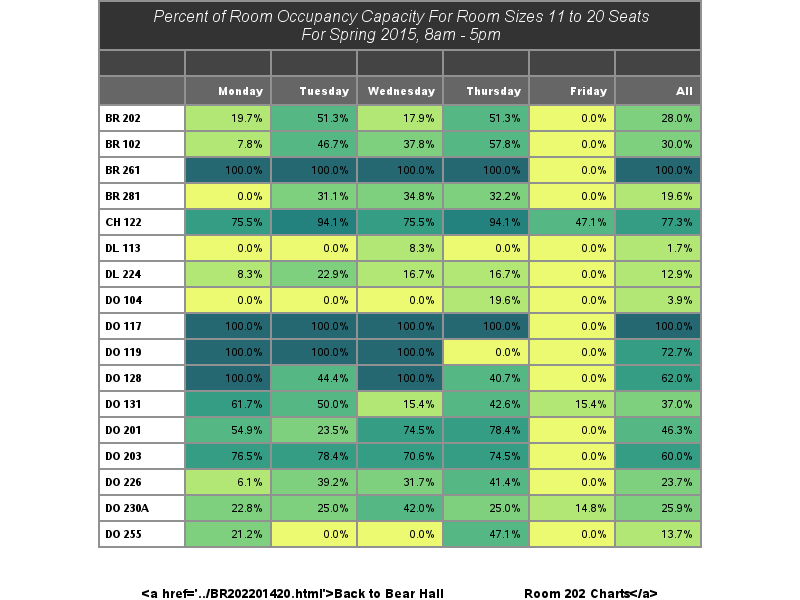 Percent of Room Occupancy Capacity For Room Sizes 11 to 20 Seats
For Spring 2015, 8am - 5pm
Monday Tuesday Wednesday Thursday Friday All
BR 202 19.7% 51.3% 17.9% 51.3% 0.0% 28.0%
BR 102 7.8% 46.7% 37.8% 57.8% 0.0% 30.0%
BR 261 100.0% 100.0% 100.0% 100.0% 0.0% 100.0%
BR 281 0.0% 31.1% 34.8% 32.2% 0.0% 19.6%
CH 122 75.5% 94.1% 75.5% 94.1% 47.1% 77.3%
DL 113 0.0% 0.0% 8.3% 0.0% 0.0% 1.7%
DL 224 8.3% 22.9% 16.7% 16.7% 0.0% 12.9%
DO 104 0.0% 0.0% 0.0% 19.6% 0.0% 3.9%
DO 117 100.0% 100.0% 100.0% 100.0% 0.0% 100.0%
DO 119 100.0% 100.0% 100.0% 0.0% 0.0% 72.7%
DO 128 100.0% 44.4% 100.0% 40.7% 0.0% 62.0%
DO 131 61.7% 50.0% 15.4% 42.6% 15.4% 37.0%
DO 201 54.9% 23.5% 74.5% 78.4% 0.0% 46.3%
DO 203 76.5% 78.4% 70.6% 74.5% 0.0% 60.0%
DO 226 6.1% 39.2% 31.7% 41.4% 0.0% 23.7%
DO 230A 22.8% 25.0% 42.0% 25.0% 14.8% 25.9%
DO 255 21.2% 0.0% 0.0% 47.1% 0.0% 13.7%
<a href='../BR202201420.html'>Back to Bear Hall Room 202 Charts</a>